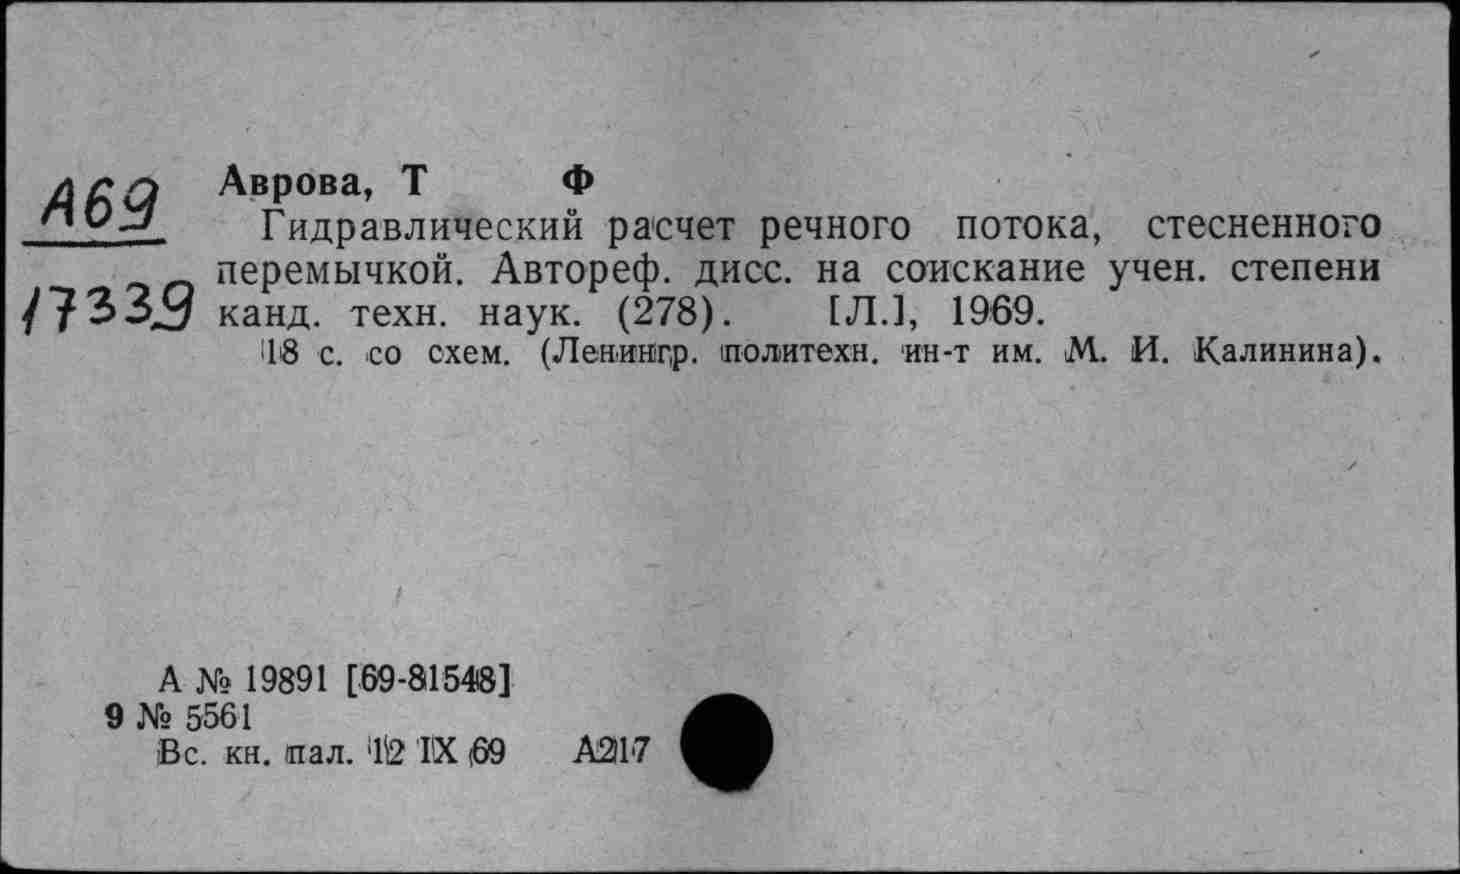 А69
17339
Аврова, Т Ф
Гидравлический расчет речного потока, стесненного
перемычкой. Автореф. дисс. на соискание учен. степени
канд. техн. наук. (278). [Л.], 1969.
18 с. со схем. (Ленингр. политехн. ин-т им. М. И. Калинина).
А № 19891 [69-81548]
9 № 5561
Вс. кн. пал. 12 IX 69 А217